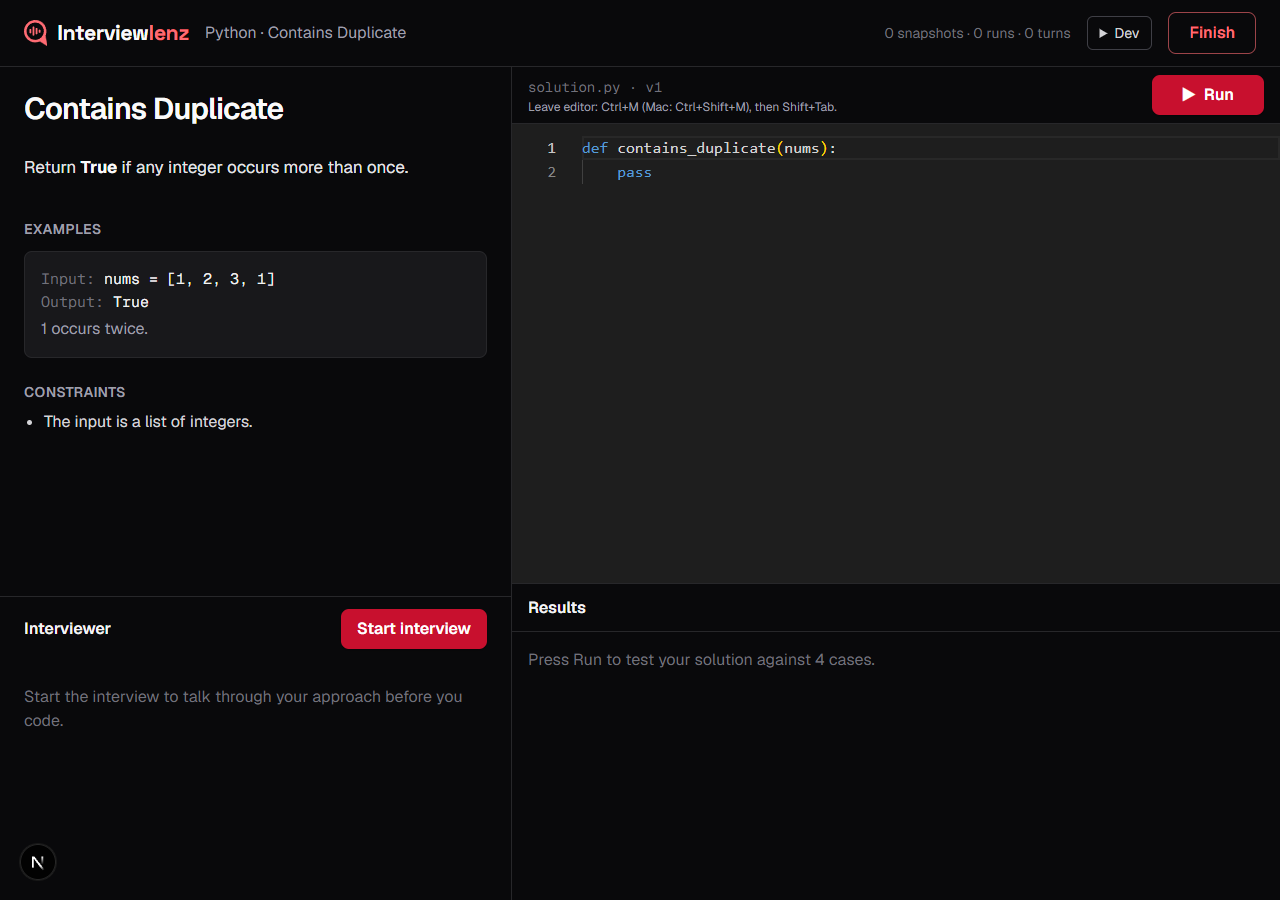 Interviewlenz
Python · Contains Duplicate
0 snapshots · 0 runs · 0 turns
Dev
Finish
Contains Duplicate
Return True if any integer occurs more than once.
EXAMPLES
Input: nums = [1, 2, 3, 1]
Output: True
1 occurs twice.
CONSTRAINTS
• The input is a list of integers.
Interviewer
Start interview
Start the interview to talk through your approach before you
code.
N
solution.py · v1
Leave editor: Ctrl+M (Mac: Ctrl+Shift+M), then Shift+Tab.
Run
1 def contains_duplicate(nums):
2     pass
Results
Press Run to test your solution against 4 cases.